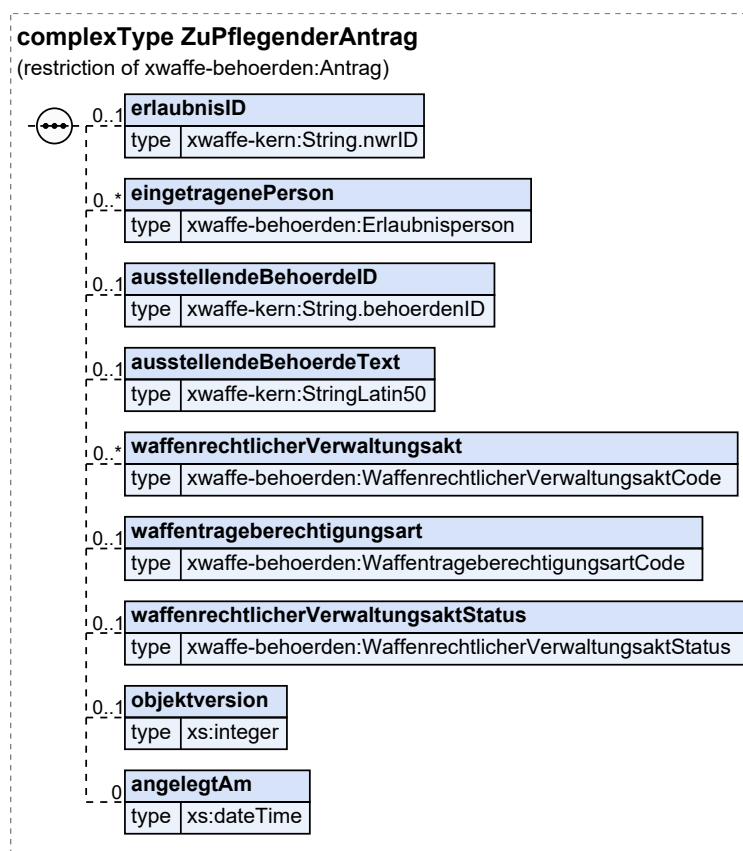 complexType ZuPflegenderAntrag
(restriction of xwaffe-behoerden:Antrag)
0..1 erlaubnisID
type xwaffe-kern:String.nwrID
0..* eingetragenePerson
type xwaffe-behoerden:Erlaubnisperson
0..1 ausstellendeBehoerdeID
type xwaffe-kern:String.behoerdenID
0..1 ausstellendeBehoerdeText
type xwaffe-kern:StringLatin50
0..* waffenrechtlicherVerwaltungsakt
type xwaffe-behoerden:WaffenrechtlicherVerwaltungsaktCode
0..1 waffentrageberechtigungsart
type xwaffe-behoerden:WaffentrageberechtigungsartCode
0..1 waffenrechtlicherVerwaltungsaktStatus
type xwaffe-behoerden:WaffenrechtlicherVerwaltungsaktStatus
0..1 objektversion
type xs:integer
0 angelegtAm
type xs:dateTime